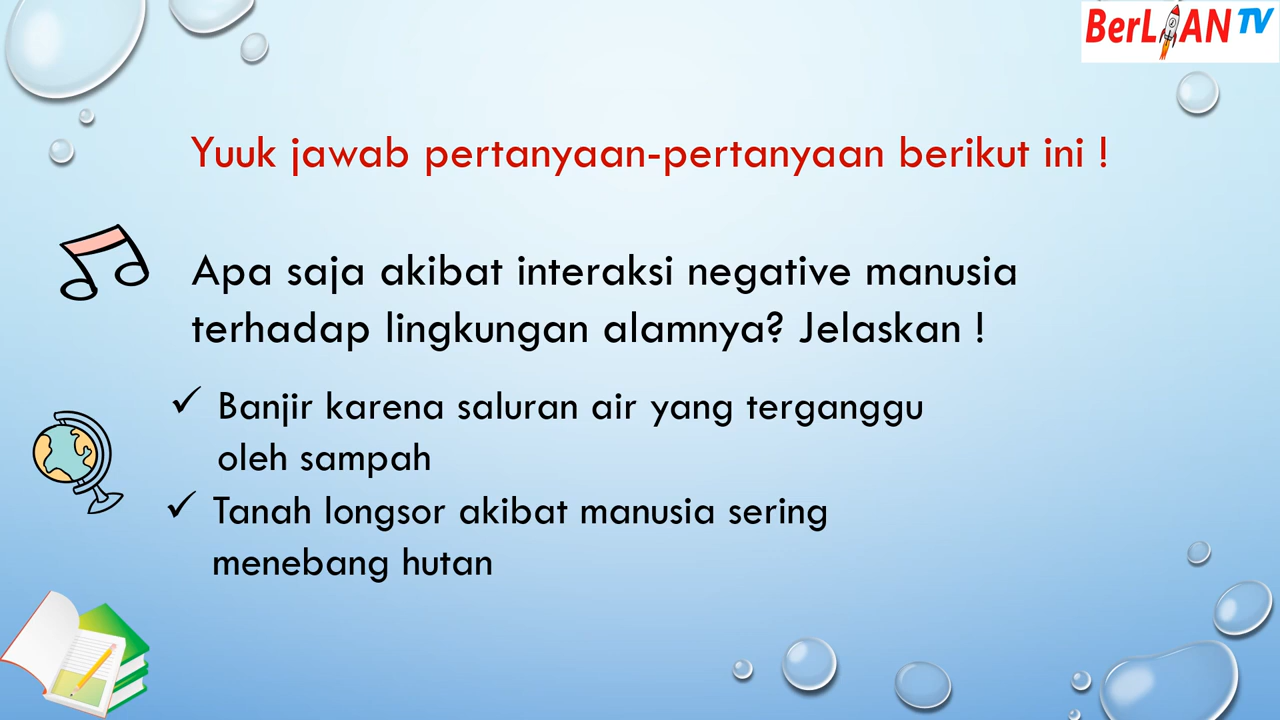 BerLIAN TV
Yuuk jawab pertanyaan-pertanyaan berikut ini !
Apa saja akibat interaksi negative manusia
terhadap lingkungan alamnya? Jelaskan !
✓ Banjir karena saluran air yang terganggu
oleh sampah
✓ Tanah longsor akibat manusia sering
menebang hutan